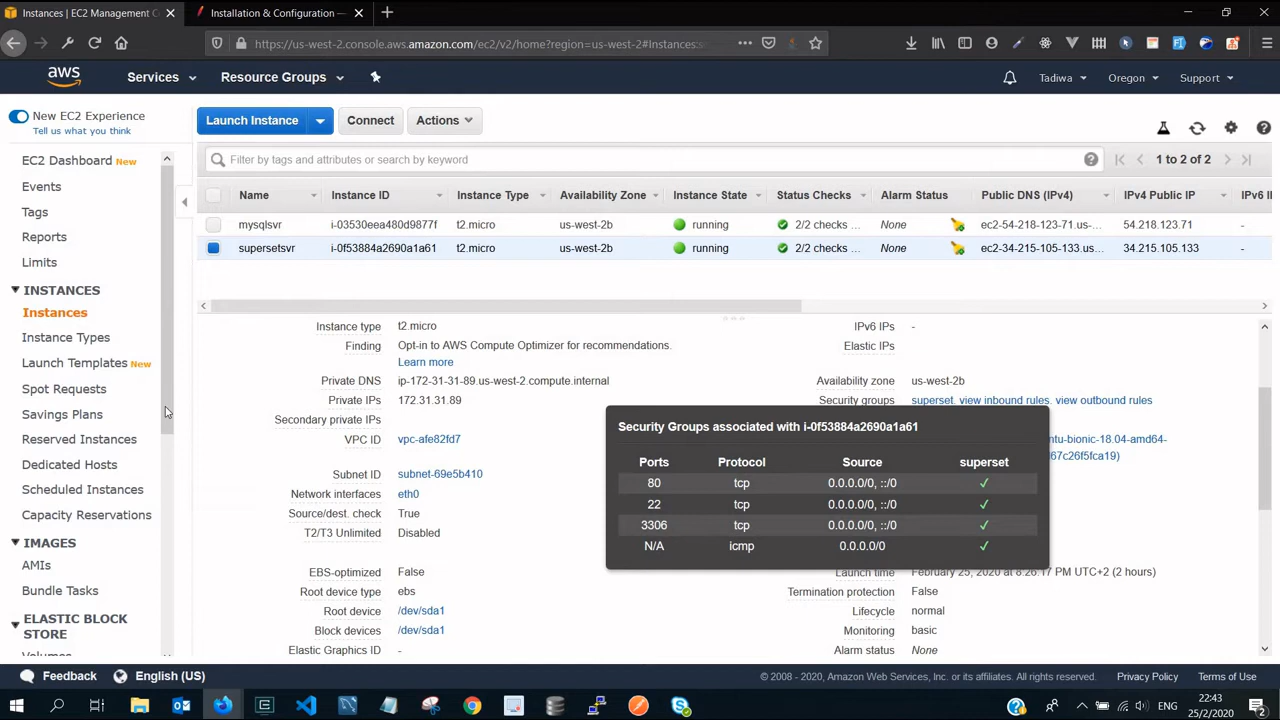 Instances | EC2 Management C
Installation & Configuration —
https://us-west-2.console.aws.amazon.com/ec2/v2/home?region=us-west-2#Instances:s
aws
Services
Resource Groups
Tadiwa
Oregon
Support
New EC2 Experience
Tell us what you think
Launch Instance
Connect
Actions
EC2 Dashboard New
Events
Tags
Reports
Limits
INSTANCES
Instances
Instance Types
Launch Templates New
Spot Requests
Savings Plans
Reserved Instances
Dedicated Hosts
Scheduled Instances
Capacity Reservations
IMAGES
AMIs
Bundle Tasks
ELASTIC BLOCK
STORE
Volumes
Filter by tags and attributes or search by keyword
1 to 2 of 2
Name Instance ID Instance Type Availability Zone Instance State Status Checks Alarm Status Public DNS (IPv4) IPv4 Public IP IPv6 I
mysqlsvr i-03530eea480d9877f t2.micro us-west-2b running 2/2 checks ... None ec2-54-218-123-71.us-... 54.218.123.71 -
supersetsvr i-0f53884a2690a1a61 t2.micro us-west-2b running 2/2 checks ... None ec2-34-215-105-133.us... 34.215.105.133 -
Instance type t2.micro
Finding Opt-in to AWS Compute Optimizer for recommendations.
Learn more
Private DNS ip-172-31-31-89.us-west-2.compute.internal
Private IPs 172.31.31.89
Secondary private IPs
VPC ID vpc-afe82fd7
Subnet ID subnet-69e5b410
Network interfaces eth0
Source/dest. check True
T2/T3 Unlimited Disabled
EBS-optimized False
Root device type ebs
Root device /dev/sda1
Block devices /dev/sda1
Elastic Graphics ID -
IPv6 IPs -
Elastic IPs
Availability zone us-west-2b
Security groups superset. view inbound rules. view outbound rules
ntu-bionic-18.04-amd64-
67c26f5fca19)
Security Groups associated with i-0f53884a2690a1a61
Ports Protocol Source superset
80 tcp 0.0.0.0/0, ::/0 ✓
22 tcp 0.0.0.0/0, ::/0 ✓
3306 tcp 0.0.0.0/0, ::/0 ✓
N/A icmp 0.0.0.0/0 ✓
Launch time February 25, 2020 at 8:26:17 PM UTC+2 (2 hours)
Termination protection False
Lifecycle normal
Monitoring basic
Alarm status None
Feedback
English (US)
© 2008 - 2020, Amazon Web Services, Inc. or its affiliates. All rights reserved.
Privacy Policy
Terms of Use
ENG
22:43
25/2/2020
2